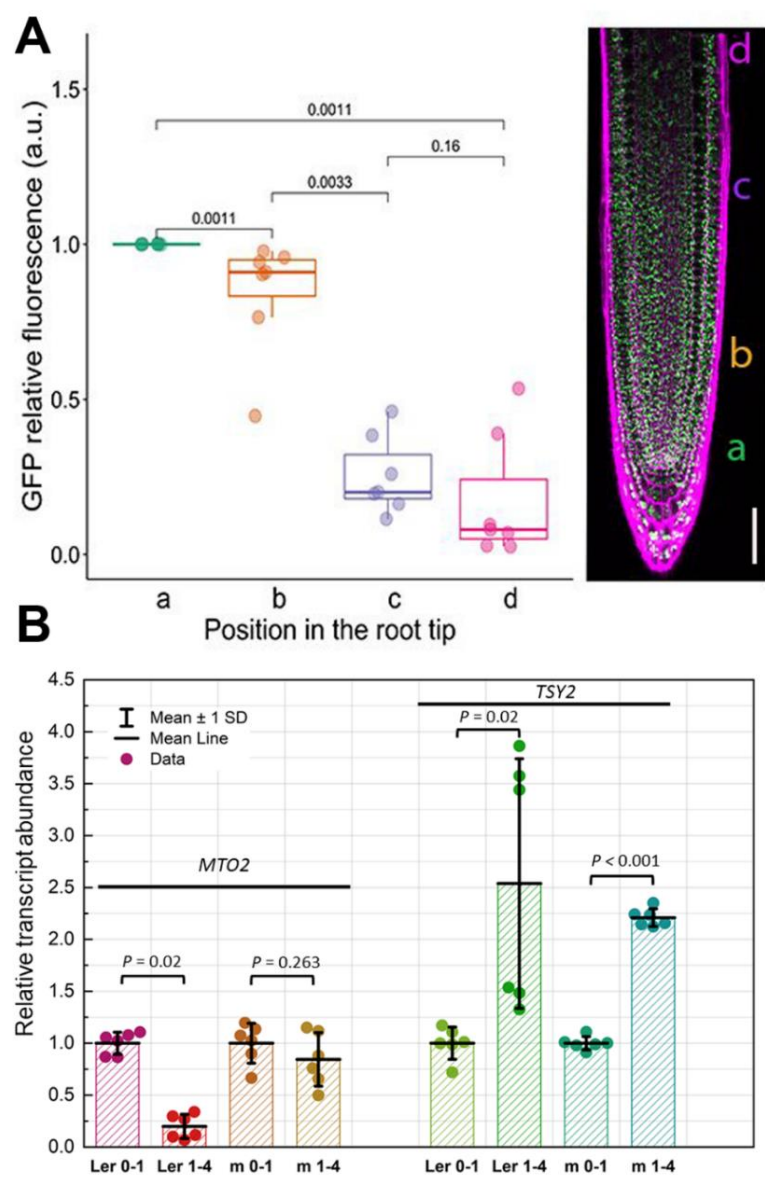 A
GFP relative fluorescence (a.u.)
1.5
1.0
0.5
0.0
0.0011
0.16
0.0033
0.0011
a b c d
Position in the root tip
d
c
b
a
B
Relative transcript abundance
4.5
4.0
3.5
3.0
2.5
2.0
1.5
1.0
0.5
0.0
Mean ± 1 SD
Mean Line
Data
TSY2
P = 0.02
MTO2
P < 0.001
P = 0.02
P = 0.263
Ler 0-1 Ler 1-4 m 0-1 m 1-4 Ler 0-1 Ler 1-4 m 0-1 m 1-4